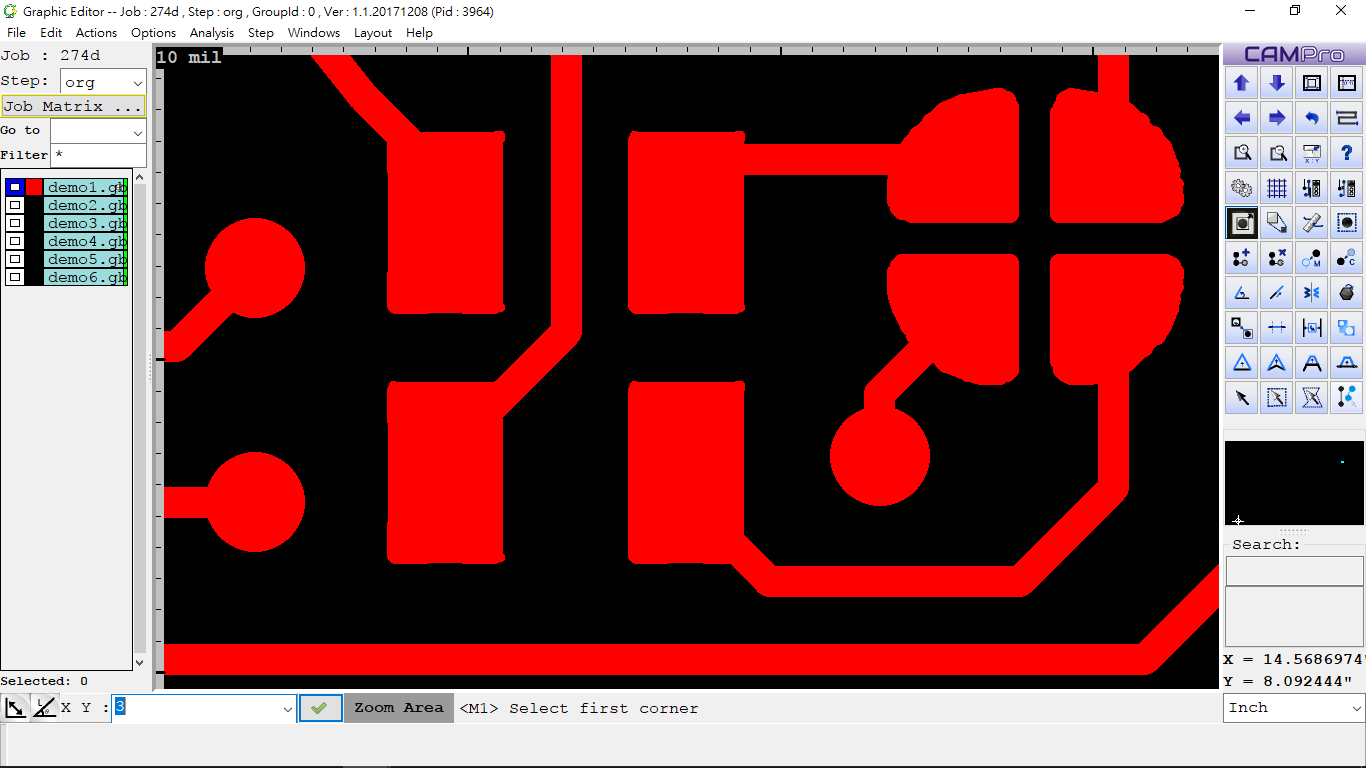 Graphic Editor -- Job : 274d , Step : org , GroupId : 0 , Ver : 1.1.20171208 (Pid : 3964)
File Edit Actions Options Analysis Step Windows Layout Help
Job : 274d
10 mil
CAMPro
Step: org
Job Matrix ...
Go to
Filter *
demo1.gb
demo2.gb
demo3.gb
demo4.gb
demo5.gb
demo6.gb
Search:
X = 14.5686974"
Y = 8.092444"
Selected: 0
X Y : 3
Zoom Area
<M1> Select first corner
Inch